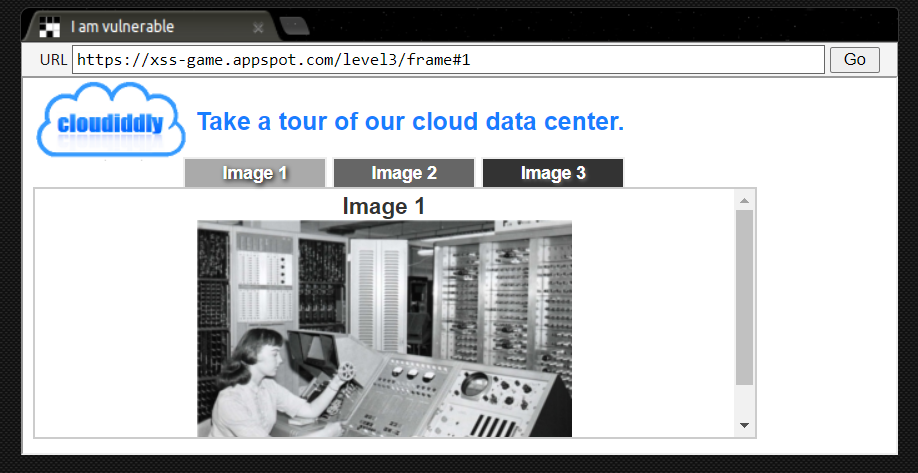 I am vulnerable
URL https://xss-game.appspot.com/level3/frame#1 Go
cloudiddly
Take a tour of our cloud data center.
Image 1 Image 2 Image 3
Image 1